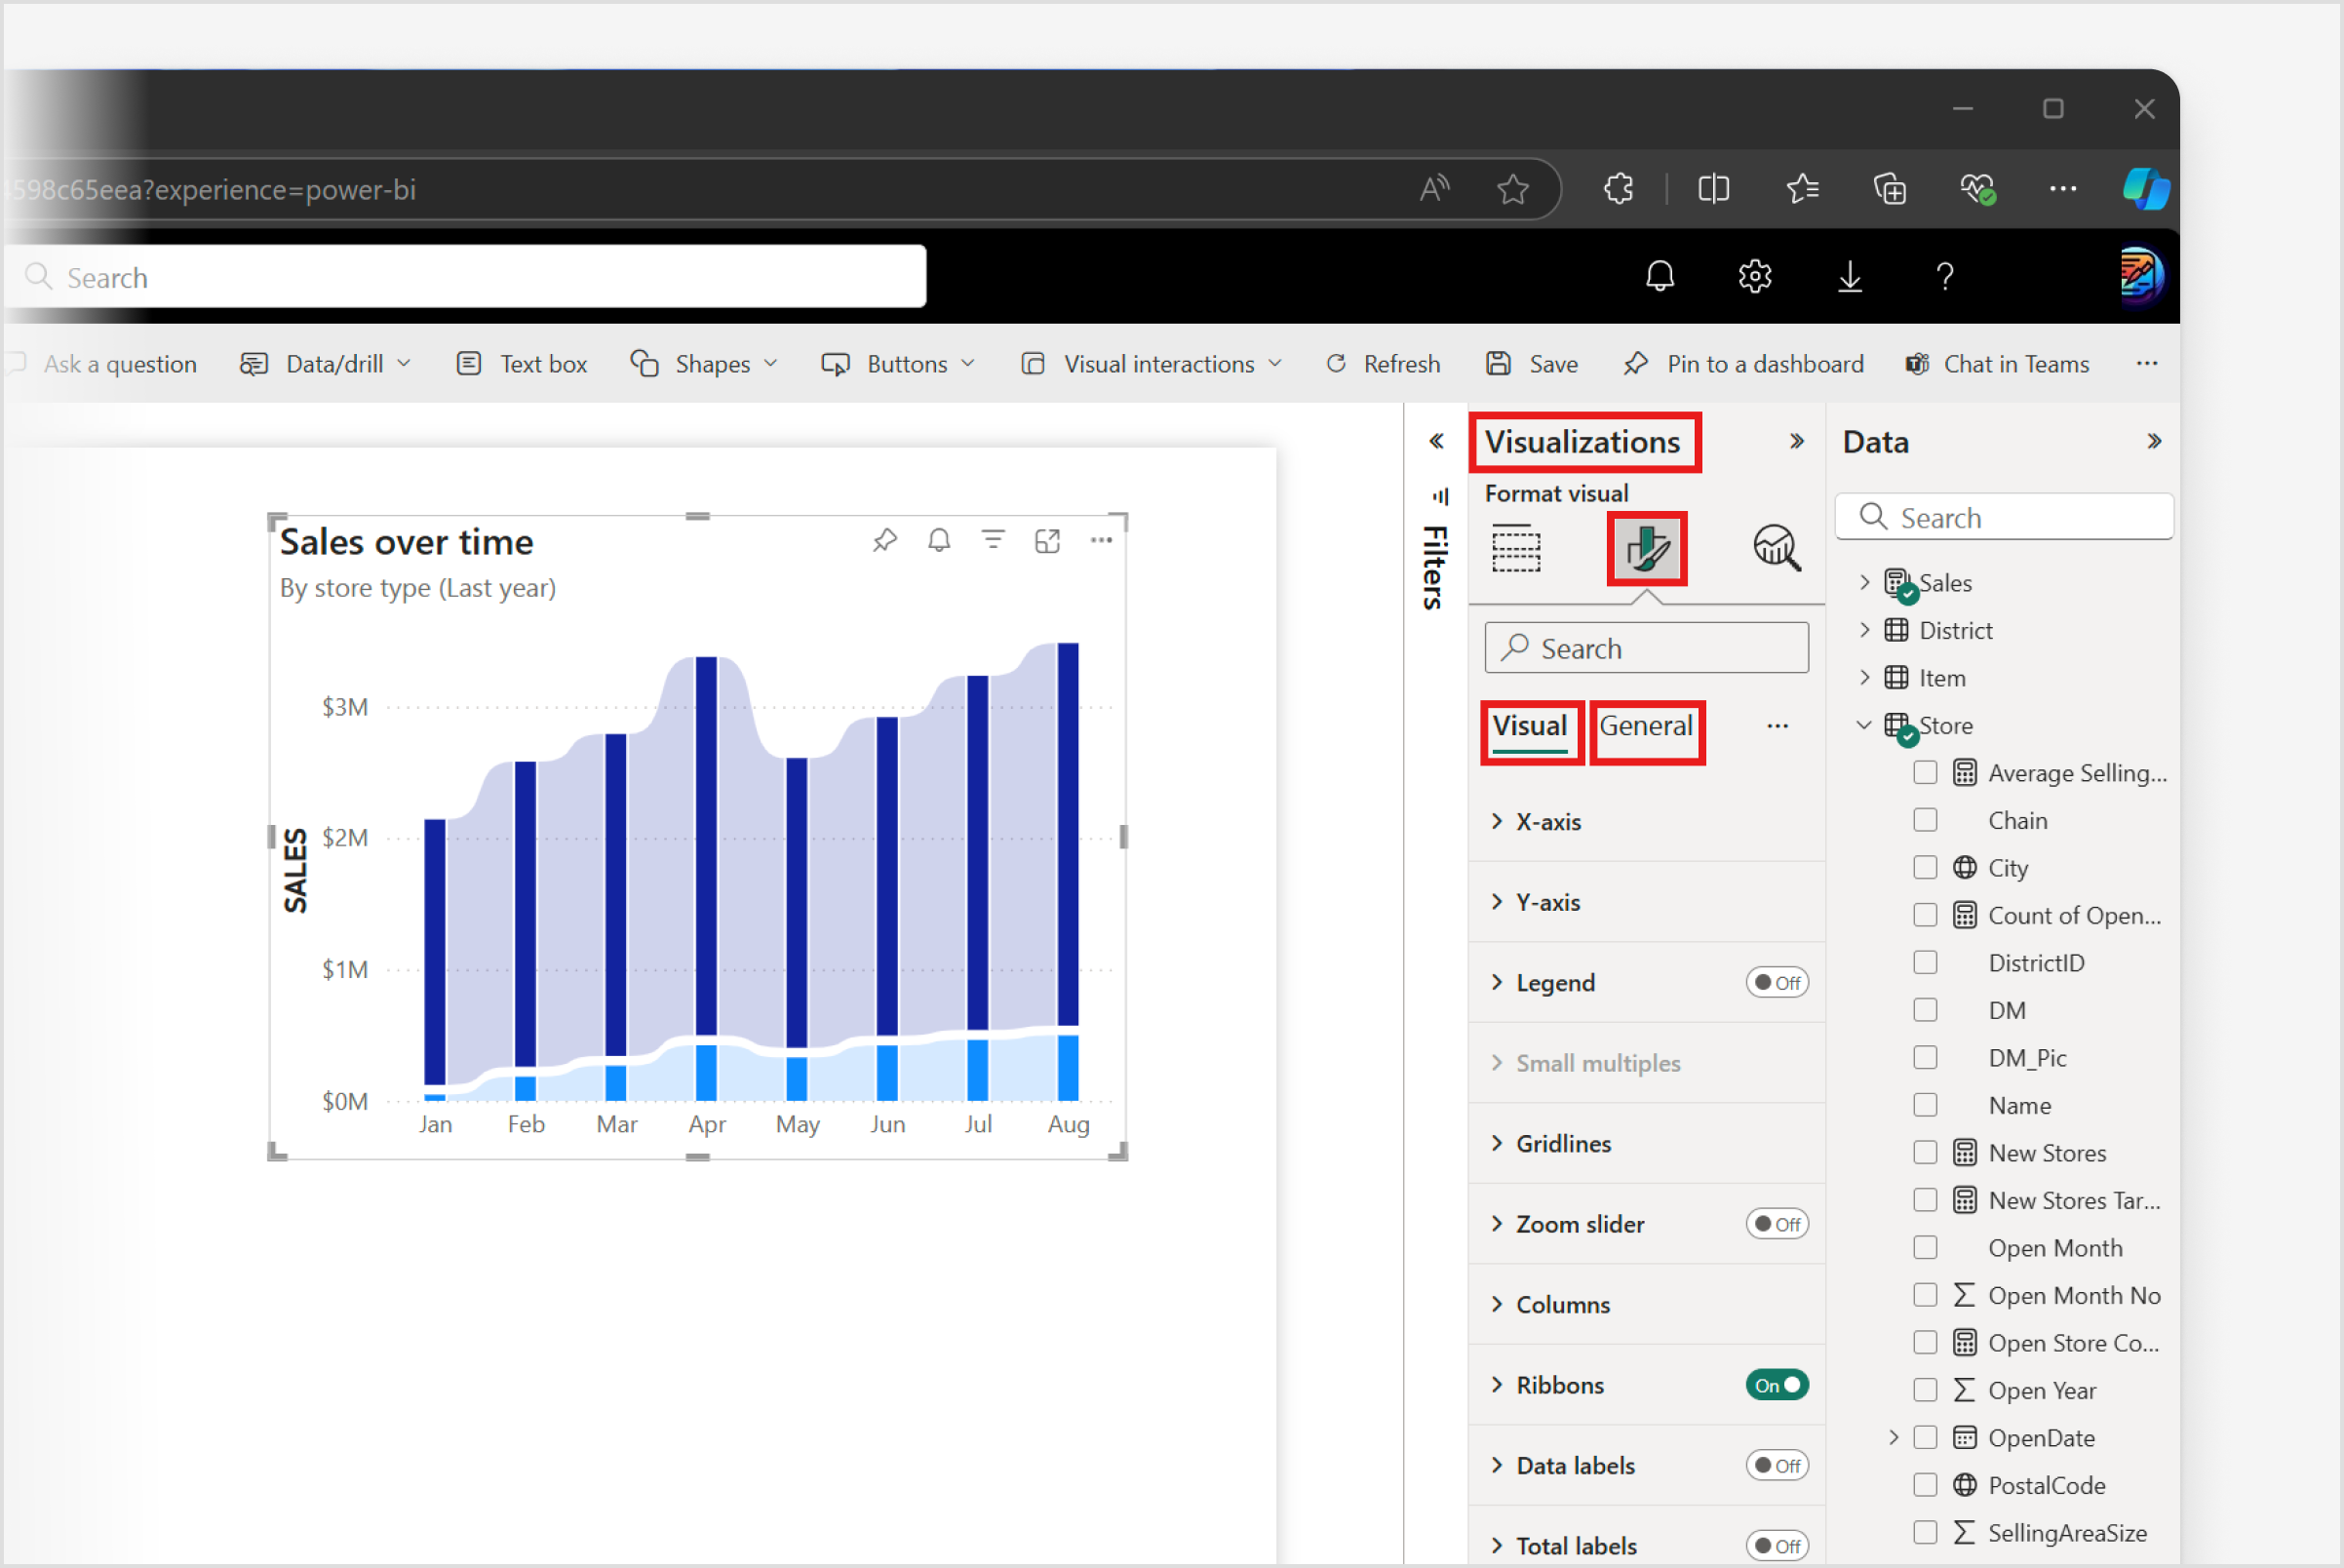 4598c65eea?experience=power-bi
Search
Ask a question Data/drill Text box Shapes Buttons Visual interactions Refresh Save Pin to a dashboard Chat in Teams
Filters
Visualizations
Format visual
Search
Visual General
X-axis
Y-axis
Legend Off
Small multiples
Gridlines
Zoom slider Off
Columns
Ribbons On
Data labels Off
Total labels Off
Data
Search
Sales
District
Item
Store
Average Selling...
Chain
City
Count of Open...
DistrictID
DM
DM_Pic
Name
New Stores
New Stores Tar...
Open Month
Open Month No
Open Store Co...
Open Year
OpenDate
PostalCode
SellingAreaSize
Sales over time
By store type (Last year)
SALES
$3M
$2M
$1M
$0M
Jan Feb Mar Apr May Jun Jul Aug